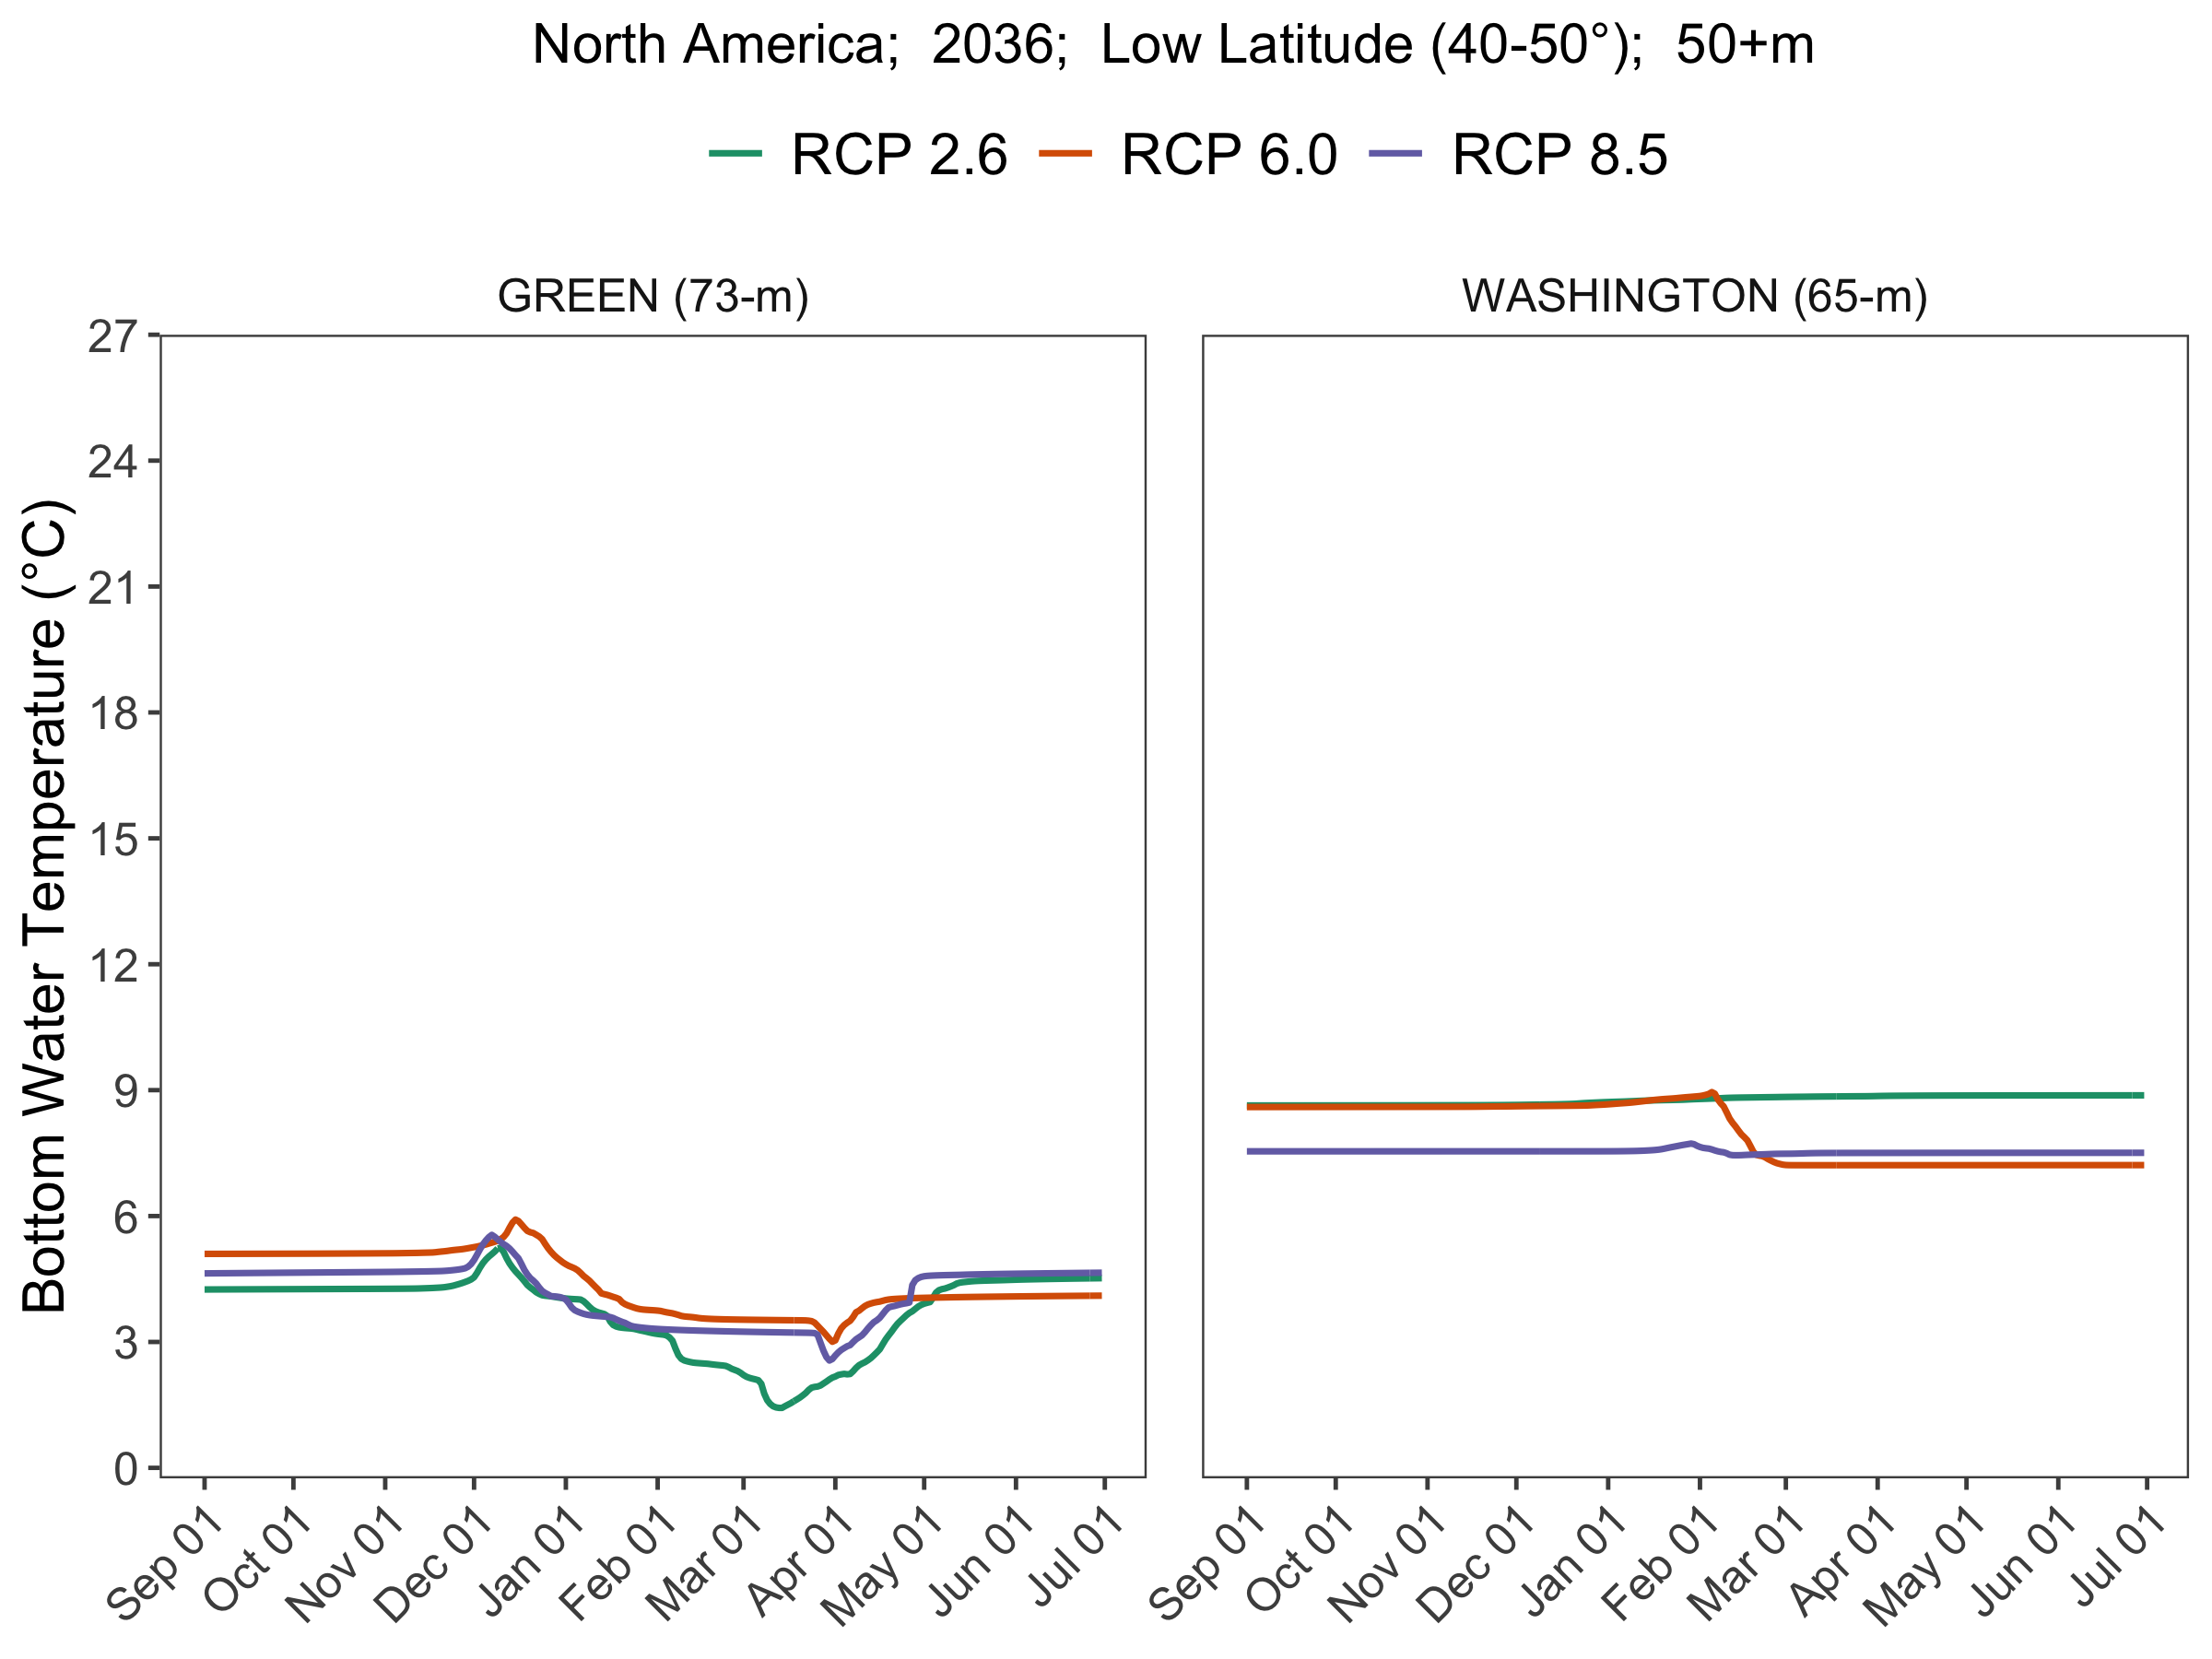 North America; 2036; Low Latitude (40-50°); 50+m
RCP 2.6 RCP 6.0 RCP 8.5
GREEN (73-m) WASHINGTON (65-m)
Bottom Water Temperature (°C)
27
24
21
18
15
12
9
6
3
0
Sep 01 Oct 01 Nov 01 Dec 01 Jan 01 Feb 01 Mar 01 Apr 01 May 01 Jun 01 Jul 01 Sep 01 Oct 01 Nov 01 Dec 01 Jan 01 Feb 01 Mar 01 Apr 01 May 01 Jun 01 Jul 01